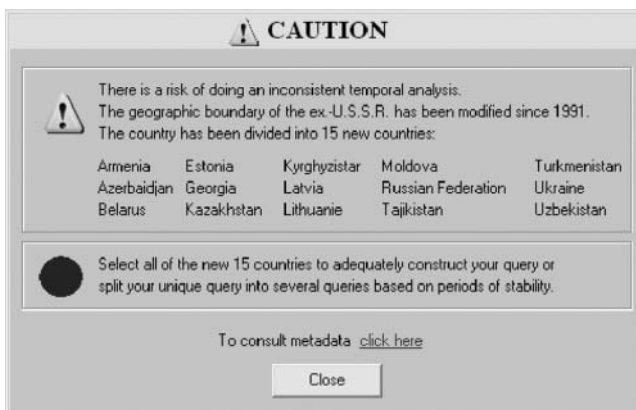 CAUTION
There is a risk of doing an inconsistent temporal analysis.
The geographic boundary of the ex.-U.S.S.R. has been modified since 1991.
The country has been divided into 15 new countries:
Armenia Estonia Kyrghyzistar Moldova Turkmenistan
Azerbaidjan Georgia Latvia Russian Federation Ukraine
Belarus Kazakhstan Lithuanie Tajikistan Uzbekistan
Select all of the new 15 countries to adequately construct your query or
split your unique query into several queries based on periods of stability.
To consult metadata click here
Close